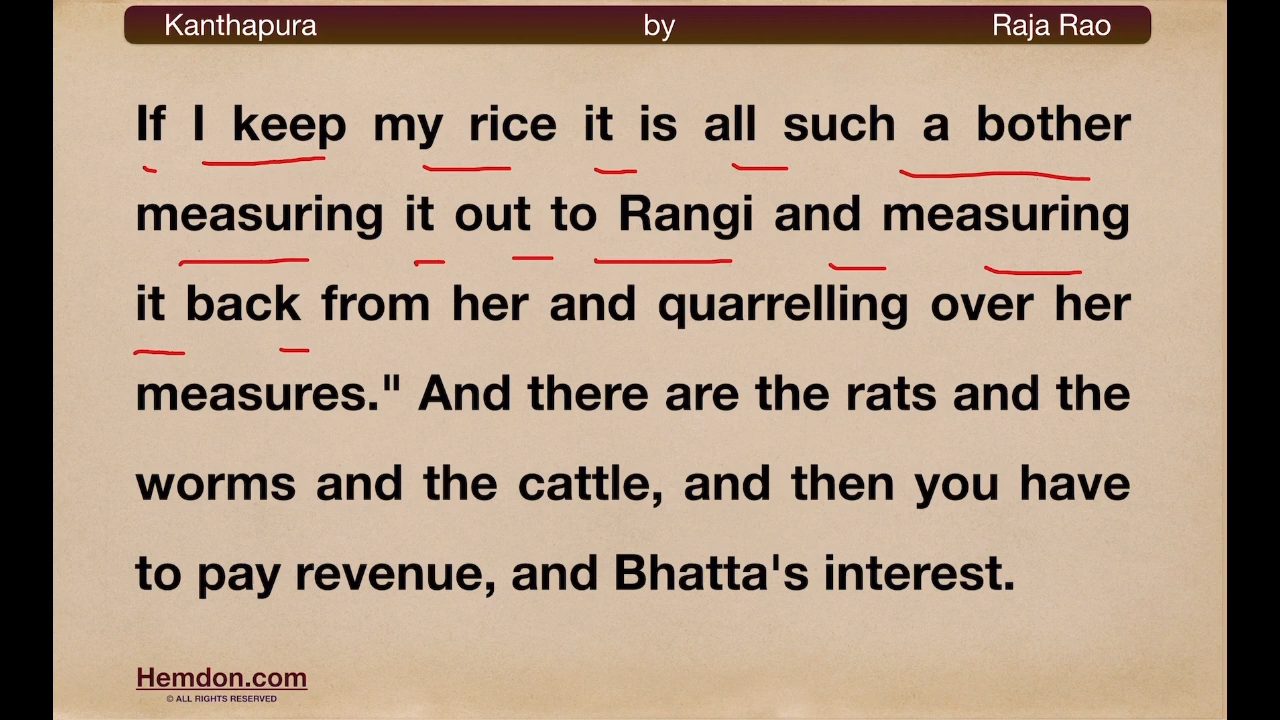 Kanthapura by Raja Rao
If I keep my rice it is all such a bother
measuring it out to Rangi and measuring
it back from her and quarrelling over her
measures." And there are the rats and the
worms and the cattle, and then you have
to pay revenue, and Bhatta's interest.
Hemdon.com
© ALL RIGHTS RESERVED